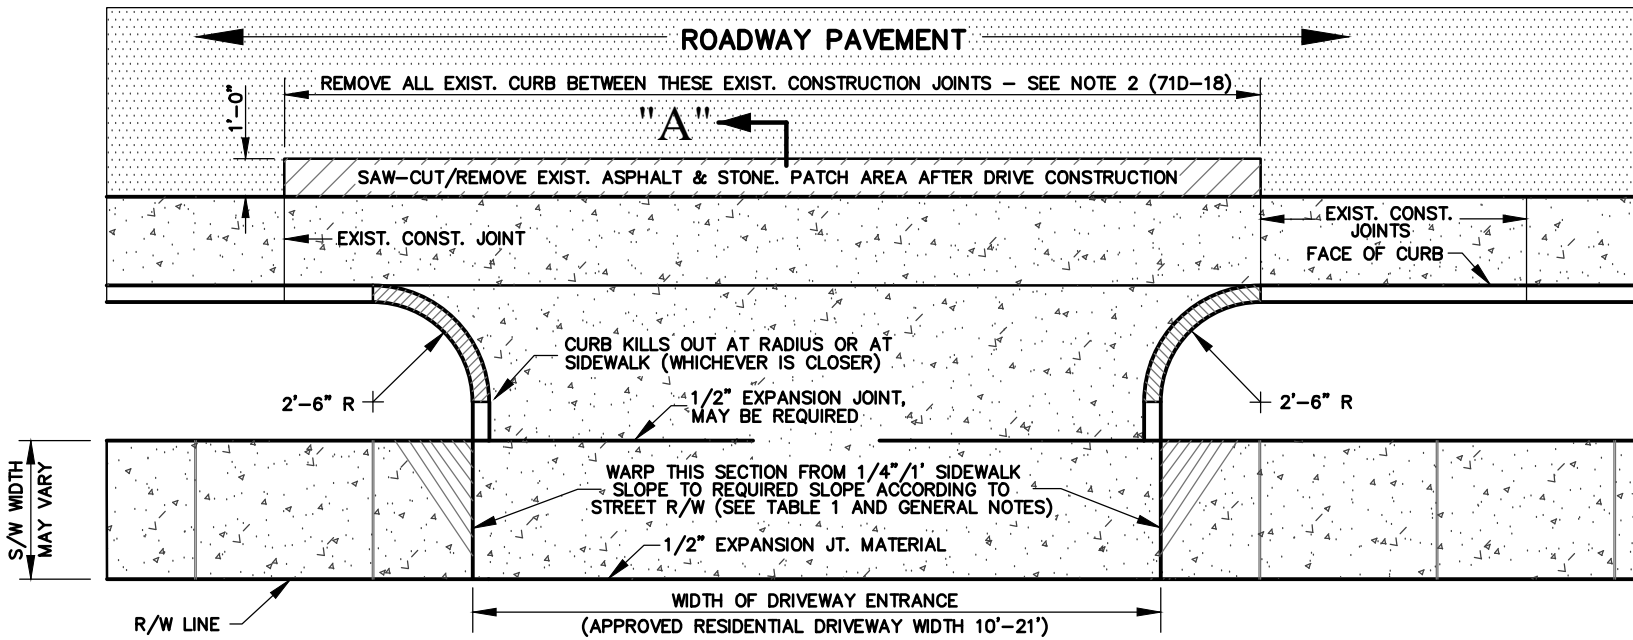 ROADWAY PAVEMENT
REMOVE ALL EXIST. CURB BETWEEN THESE EXIST. CONSTRUCTION JOINTS – SEE NOTE 2 (71D–18)
1'–0"
"A"
SAW–CUT/REMOVE EXIST. ASPHALT & STONE. PATCH AREA AFTER DRIVE CONSTRUCTION
EXIST. CONST. JOINT
EXIST. CONST.
JOINTS
FACE OF CURB
CURB KILLS OUT AT RADIUS OR AT
SIDEWALK (WHICHEVER IS CLOSER)
2'–6" R
1/2" EXPANSION JOINT,
MAY BE REQUIRED
2'–6" R
S/W WIDTH
MAY VARY
WARP THIS SECTION FROM 1/4"/1' SIDEWALK
SLOPE TO REQUIRED SLOPE ACCORDING TO
STREET R/W (SEE TABLE 1 AND GENERAL NOTES)
1/2" EXPANSION JT. MATERIAL
R/W LINE
WIDTH OF DRIVEWAY ENTRANCE
(APPROVED RESIDENTIAL DRIVEWAY WIDTH 10'–21')